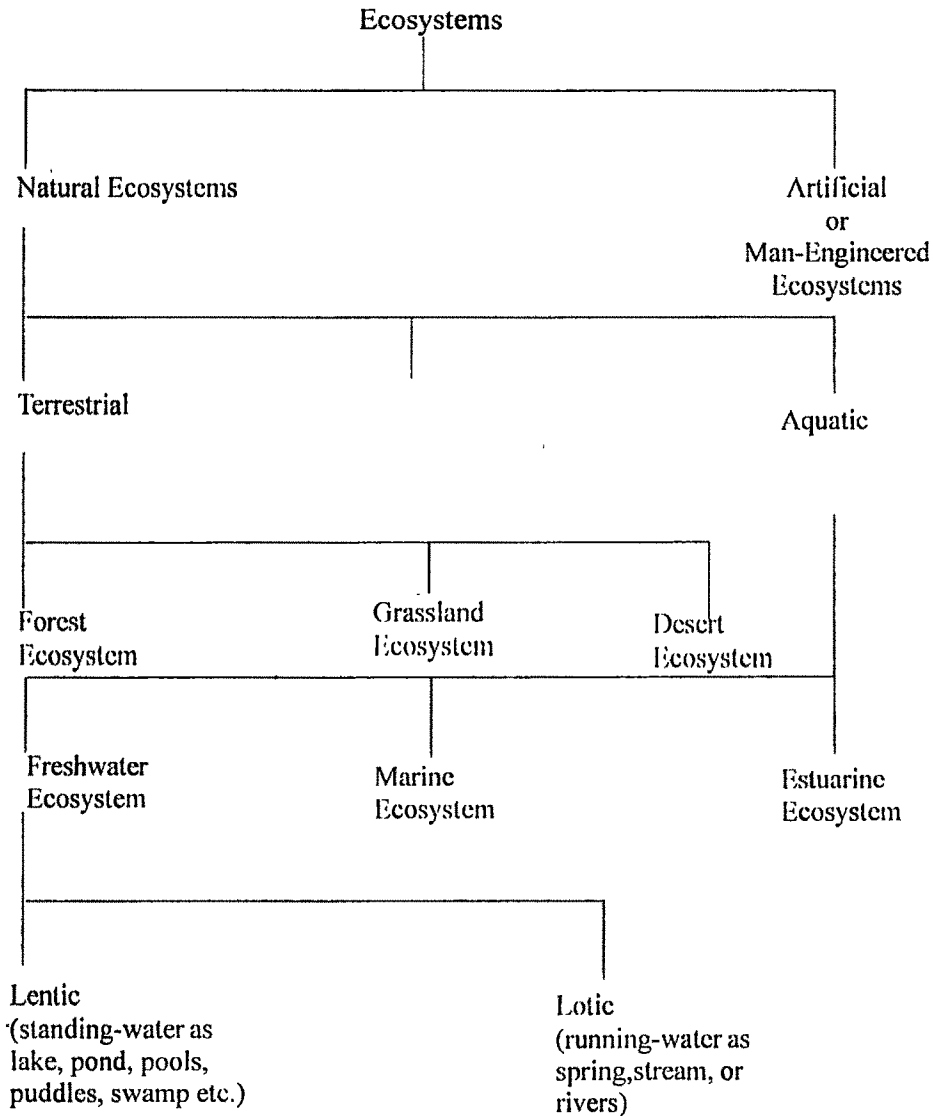 Ecosystems
Natural Ecosystems
Artificial
or
Man-Engineered
Ecosystems
Terrestrial
Aquatic
Forest
Ecosystem
Grassland
Ecosystem
Desert
Ecosystem
Freshwater
Ecosystem
Marine
Ecosystem
Estuarine
Ecosystem
Lentic
(standing-water as
lake, pond, pools,
puddles, swamp etc.)
Lotic
(running-water as
spring,stream, or
rivers)